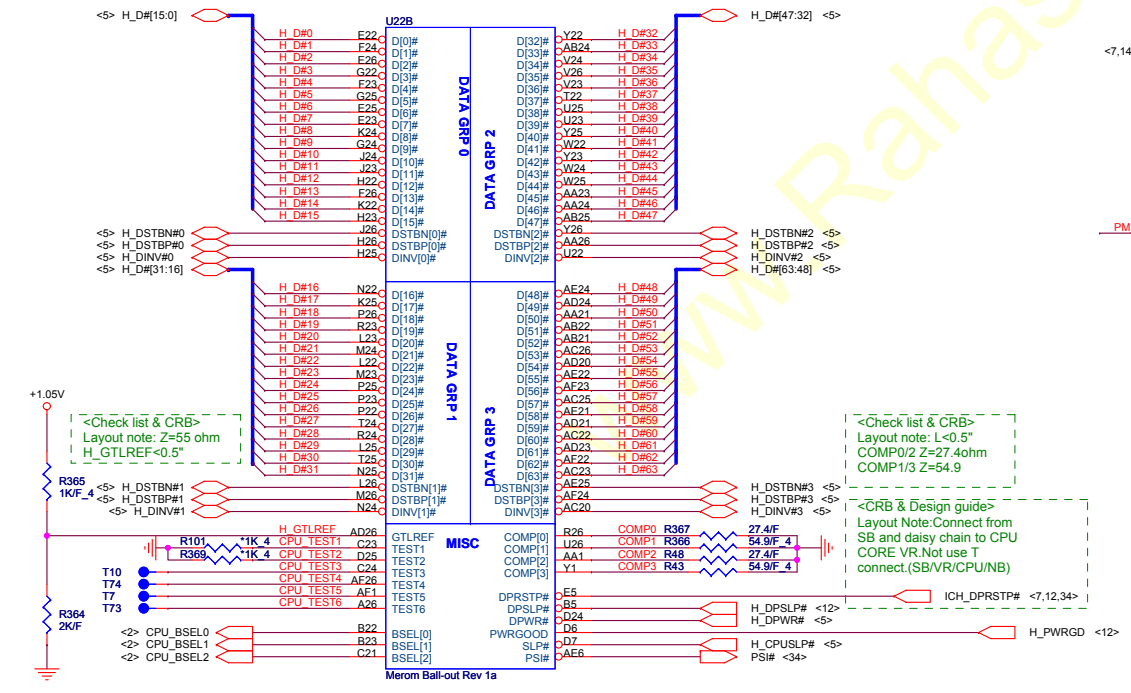 <5> H_D#[15:0]
U22B
H_D#[47:32] <5>
<7,14
H_D#0 E22 D[0]# D[32]# Y22 H_D#32
H_D#1 F24 D[1]# D[33]# AB24 H_D#33
H_D#2 E26 D[2]# D[34]# V24 H_D#34
H_D#3 G22 D[3]# D[35]# V26 H_D#35
H_D#4 F23 D[4]# D[36]# V23 H_D#36
H_D#5 G25 D[5]# D[37]# T22 H_D#37
H_D#6 E25 D[6]# D[38]# U25 H_D#38
H_D#7 E23 D[7]# D[39]# U23 H_D#39
H_D#8 K24 D[8]# D[40]# Y25 H_D#40
H_D#9 G24 D[9]# D[41]# W22 H_D#41
H_D#10 J24 D[10]# D[42]# Y23 H_D#42
H_D#11 J23 D[11]# D[43]# W24 H_D#43
H_D#12 H22 D[12]# D[44]# W25 H_D#44
H_D#13 F26 D[13]# D[45]# AA23 H_D#45
H_D#14 K22 D[14]# D[46]# AA24 H_D#46
H_D#15 H23 D[15]# D[47]# AB25 H_D#47
DATA GRP 0
DATA GRP 2
<5> H_DSTBN#0 J26 DSTBN[0]# DSTBN[2]# Y26 H_DSTBN#2 <5>
<5> H_DSTBP#0 H26 DSTBP[0]# DSTBP[2]# AA26 H_DSTBP#2 <5>
<5> H_DINV#0 H25 DINV[0]# DINV[2]# U22 H_DINV#2 <5>
<5> H_D#[31:16] H_D#[63:48] <5>
PM
H_D#16 N22 D[16]# D[48]# AE24 H_D#48
H_D#17 K25 D[17]# D[49]# AD24 H_D#49
H_D#18 P26 D[18]# D[50]# AA21 H_D#50
H_D#19 R23 D[19]# D[51]# AB22 H_D#51
H_D#20 L23 D[20]# D[52]# AB21 H_D#52
H_D#21 M24 D[21]# D[53]# AC26 H_D#53
H_D#22 L22 D[22]# D[54]# AD20 H_D#54
H_D#23 M23 D[23]# D[55]# AE22 H_D#55
H_D#24 P25 D[24]# D[56]# AF23 H_D#56
H_D#25 P23 D[25]# D[57]# AC25 H_D#57
H_D#26 P22 D[26]# D[58]# AE21 H_D#58
H_D#27 T24 D[27]# D[59]# AD21 H_D#59
H_D#28 R24 D[28]# D[60]# AC22 H_D#60
H_D#29 L25 D[29]# D[61]# AD23 H_D#61
H_D#30 T25 D[30]# D[62]# AF22 H_D#62
H_D#31 N25 D[31]# D[63]# AC23 H_D#63
DATA GRP 1
DATA GRP 3
<5> H_DSTBN#1 L26 DSTBN[1]# DSTBN[3]# AE25 H_DSTBN#3 <5>
<5> H_DSTBP#1 M26 DSTBP[1]# DSTBP[3]# AF24 H_DSTBP#3 <5>
<5> H_DINV#1 N24 DINV[1]# DINV[3]# AC20 H_DINV#3 <5>
+1.05V
<Check list & CRB>
Layout note: Z=55 ohm
H_GTLREF<0.5"
R365
1K/F_4
R364
2K/F
<Check list & CRB>
Layout note: L<0.5"
COMP0/2 Z=27.4ohm
COMP1/3 Z=54.9
<CRB & Design guide>
Layout Note:Connect from
SB and daisy chain to CPU
CORE VR.Not use T
connect.(SB/VR/CPU/NB)
MISC
H_GTLREF AD26 GTLREF COMP[0] R26 COMP0 R367 27.4/F
R101 *1K_4 CPU_TEST1 C23 TEST1 COMP[1] U26 COMP1 R366 54.9/F_4
R369 *1K_4 CPU_TEST2 D25 TEST2 COMP[2] AA1 COMP2 R48 27.4/F
T10 CPU_TEST3 C24 TEST3 COMP[3] Y1 COMP3 R43 54.9/F_4
T74 CPU_TEST4 AF26 TEST4
T7 CPU_TEST5 AF1 TEST5 DPRSTP# E5 ICH_DPRSTP# <7,12,34>
T73 CPU_TEST6 A26 TEST6 DPSLP# B5 H_DPSLP# <12>
DPWR# D24 H_DPWR# <5>
<2> CPU_BSEL0 B22 BSEL[0] PWRGOOD D6 H_PWRGD <12>
<2> CPU_BSEL1 B23 BSEL[1] SLP# D7 H_CPUSLP# <5>
<2> CPU_BSEL2 C21 BSEL[2] PSI# AE6 PSI# <34>
Merom Ball-out Rev 1a
www.Rahas